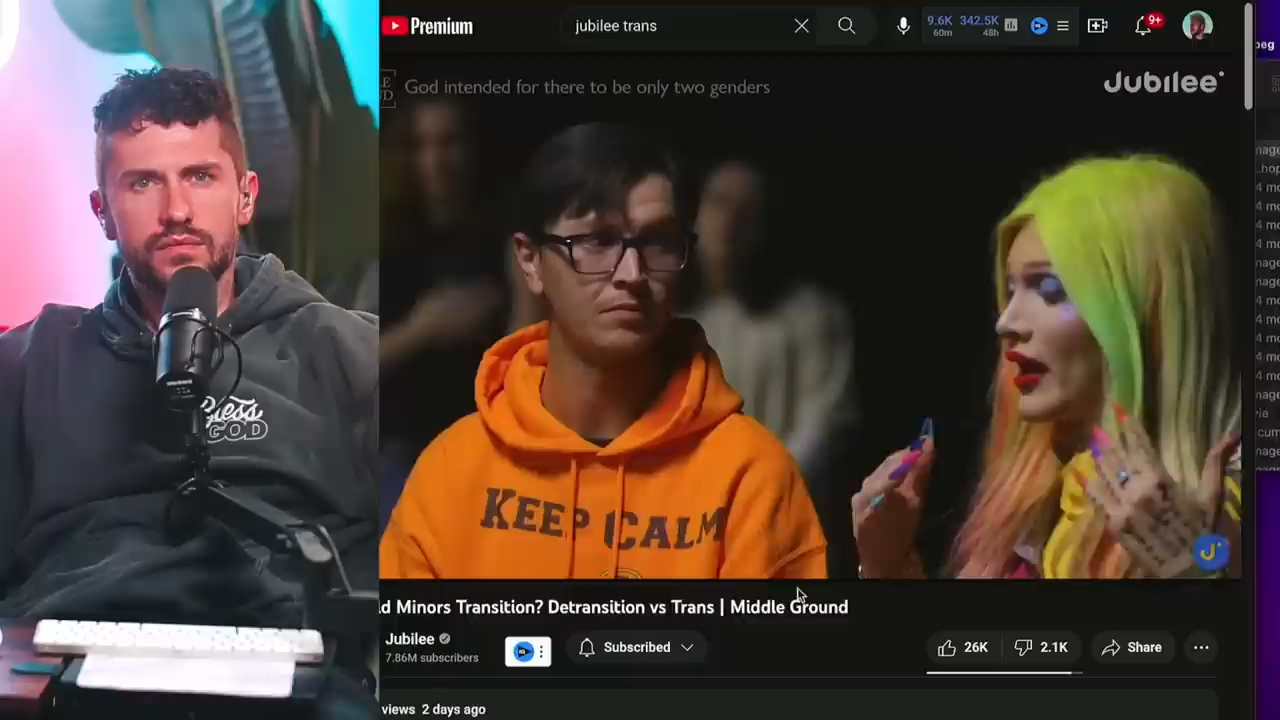 Premium
jubilee trans
9.6K 342.5K
60m 48h
9+
God intended for there to be only two genders
Jubilee
GOD
KEEP CALM
d Minors Transition? Detransition vs Trans | Middle Ground
Jubilee
7.86M subscribers
Subscribed
26K
2.1K
Share
views 2 days ago